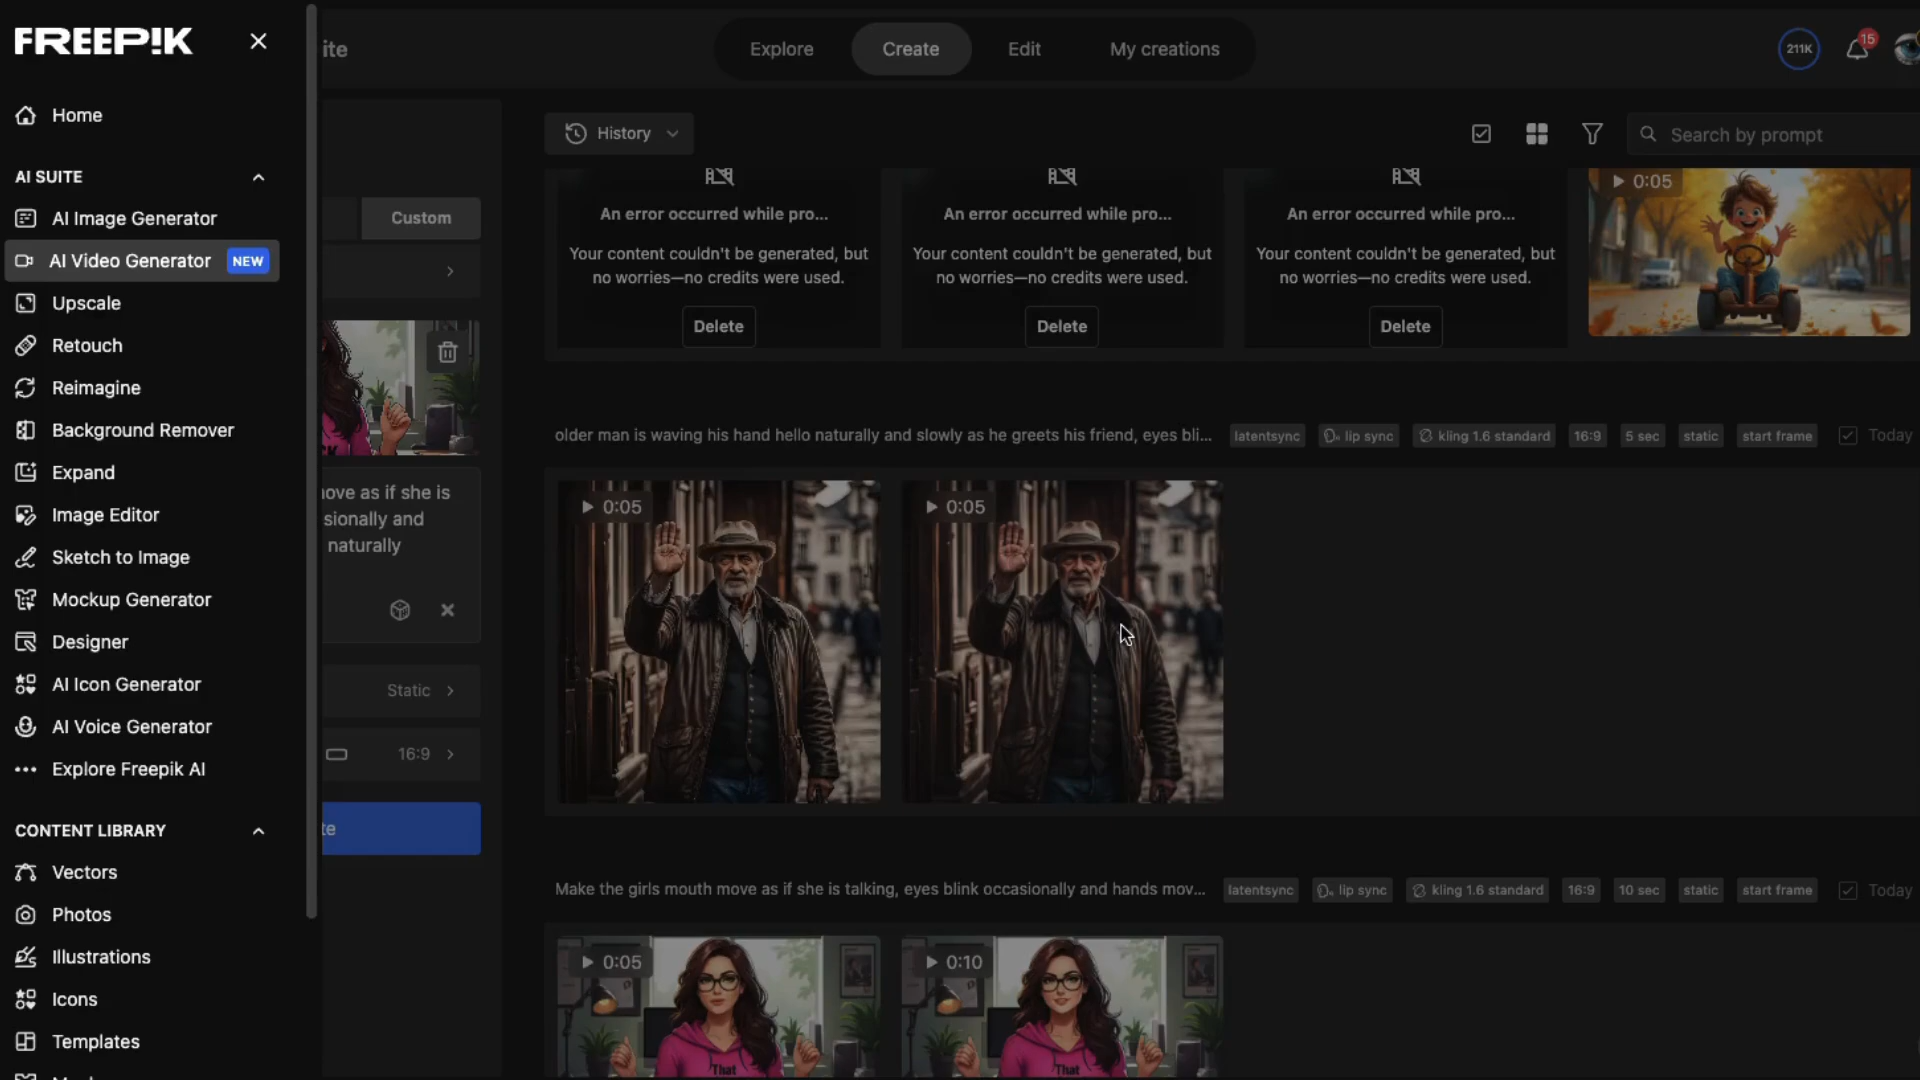 FREEP!K
ite
Explore
Create
Edit
My creations
211K
15
Home
History
Search by prompt
AI SUITE
AI Image Generator
AI Video Generator NEW
Upscale
Retouch
Reimagine
Background Remover
Expand
Image Editor
Sketch to Image
Mockup Generator
Designer
AI Icon Generator
AI Voice Generator
Explore Freepik AI
CONTENT LIBRARY
Vectors
Photos
Illustrations
Icons
Templates
Custom
ove as if she is
sionally and
naturally
Static
16:9
te
An error occurred while pro...
Your content couldn't be generated, but
no worries—no credits were used.
Delete
An error occurred while pro...
Your content couldn't be generated, but
no worries—no credits were used.
Delete
An error occurred while pro...
Your content couldn't be generated, but
no worries—no credits were used.
Delete
0:05
older man is waving his hand hello naturally and slowly as he greets his friend, eyes bli... latentsync lip sync kling 1.6 standard 16:9 5 sec static start frame Today
0:05
0:05
Make the girls mouth move as if she is talking, eyes blink occasionally and hands mov... latentsync lip sync kling 1.6 standard 16:9 10 sec static start frame Today
0:05
0:10
That
That